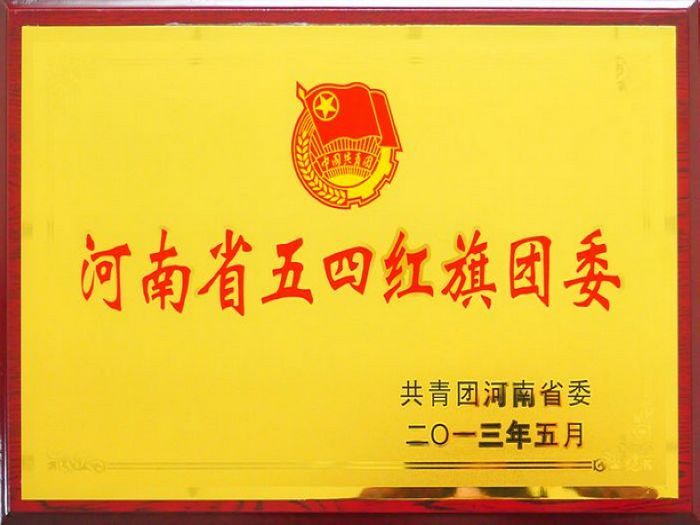 中国共青团
河南省五四红旗团委
共青团河南省委
二〇一三年五月